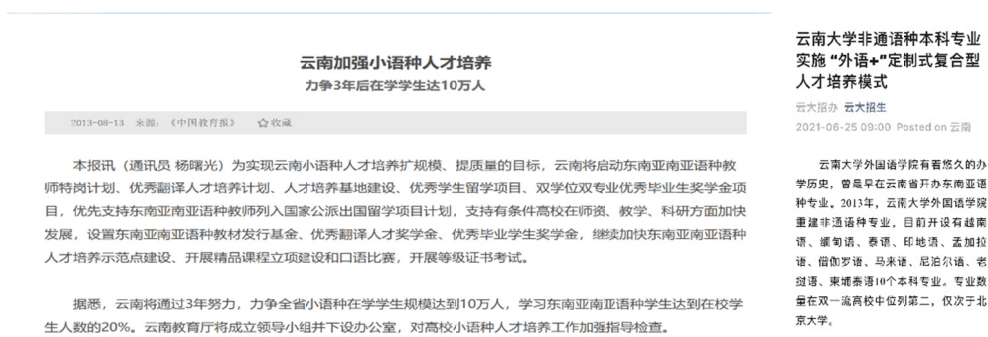 云南加强小语种人才培养
力争3年后在学学生达10万人
2013-08-13 来源：《中国教育报》 ☆收藏
本报讯（通讯员 杨曙光）为实现云南小语种人才培养扩规模、提质量的目标，云南将启动东南亚南亚语种教
师特岗计划、优秀翻译人才培养计划、人才培养基地建设、优秀学生留学项目、双学位双专业优秀毕业生奖学金项
目，优先支持东南亚南亚语种教师列入国家公派出国留学项目计划，支持有条件高校在师资、教学、科研方面加快
发展，设置东南亚南亚语种教材发行基金、优秀翻译人才奖学金、优秀毕业学生奖学金，继续加快东南亚南亚语种
人才培养示范点建设、开展精品课程立项建设和口语比赛，开展等级证书考试。
据悉，云南将通过3年努力，力争全省小语种在学学生规模达到10万人，学习东南亚南亚语种学生达到在校学
生人数的20%。云南教育厅将成立领导小组并下设办公室，对高校小语种人才培养工作加强指导检查。
云南大学非通语种本科专业
实施 “外语+”定制式复合型
人才培养模式
云大招办 云大招生
2021-06-25 09:00 Posted on 云南
云南大学外国语学院有着悠久的办
学历史，曾最早在云南省开办东南亚语
种专业。2013年，云南大学外国语学院
重建非通语种专业，目前开设有越南
语、缅甸语、泰语、印地语、孟加拉
语、僧伽罗语、马来语、尼泊尔语、老
挝语、柬埔寨语10个本科专业。专业数
量在双一流高校中位列第二，仅次于北
京大学。